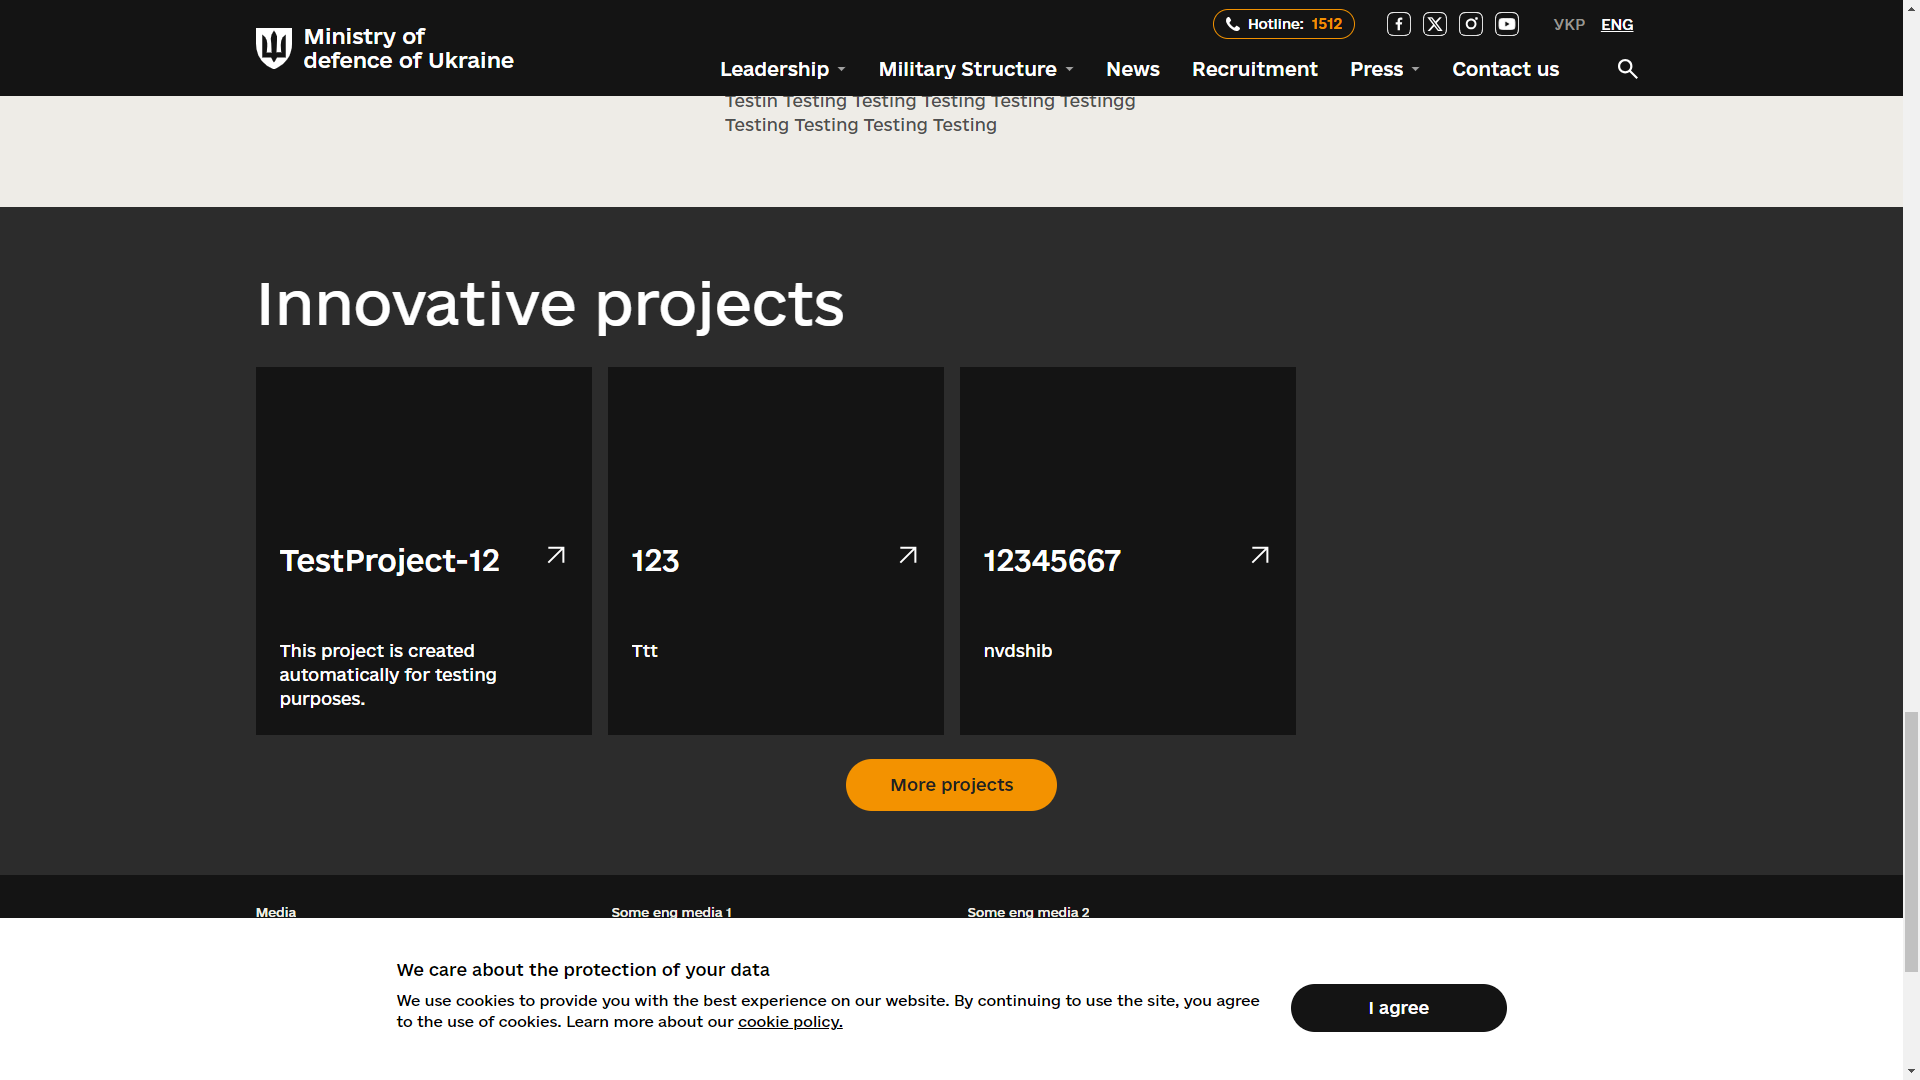 Ministry of
defence of Ukraine
Hotline: 1512
УКР ENG
Leadership Military Structure News Recruitment Press Contact us
Testin Testing Testing Testing Testing Testingg
Testing Testing Testing Testing
Innovative projects
TestProject-12
This project is created
automatically for testing
purposes.
123
Ttt
12345667
nvdshib
More projects
Media
Some eng media 1
Some eng media 2
We care about the protection of your data
We use cookies to provide you with the best experience on our website. By continuing to use the site, you agree
to the use of cookies. Learn more about our cookie policy.
I agree